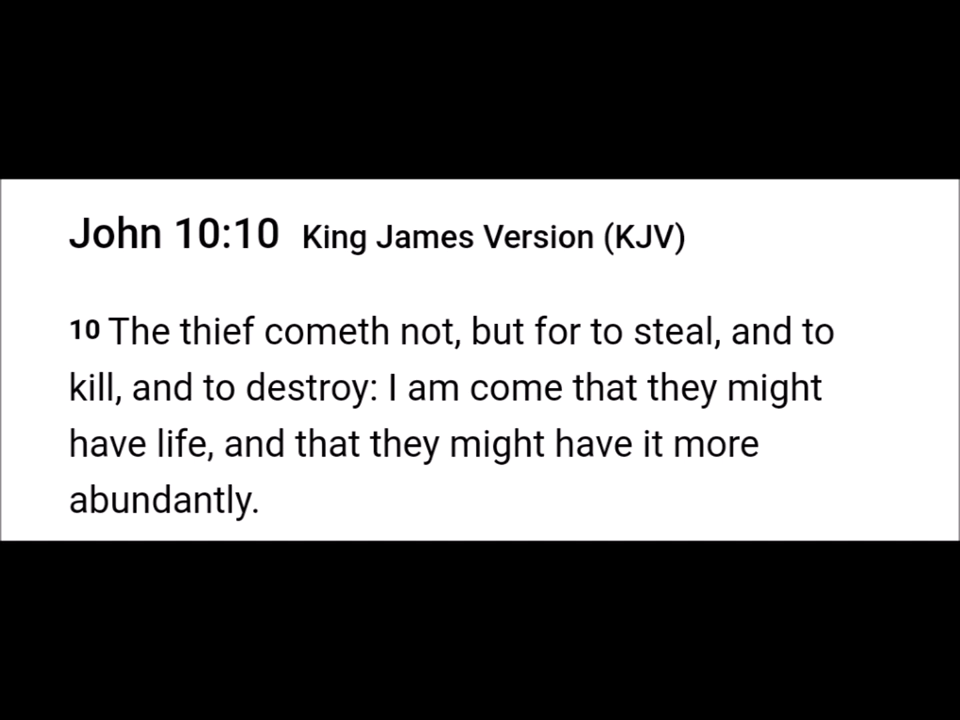 John 10:10 King James Version (KJV)
10 The thief cometh not, but for to steal, and to
kill, and to destroy: I am come that they might
have life, and that they might have it more
abundantly.